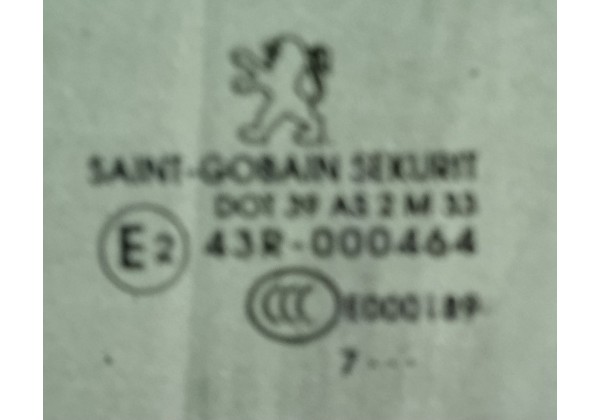 SAINT-GOBAIN SEKURIT
DOT 39 AS 2 M 33
E2 43R-000464
CCC E000189
7 ---